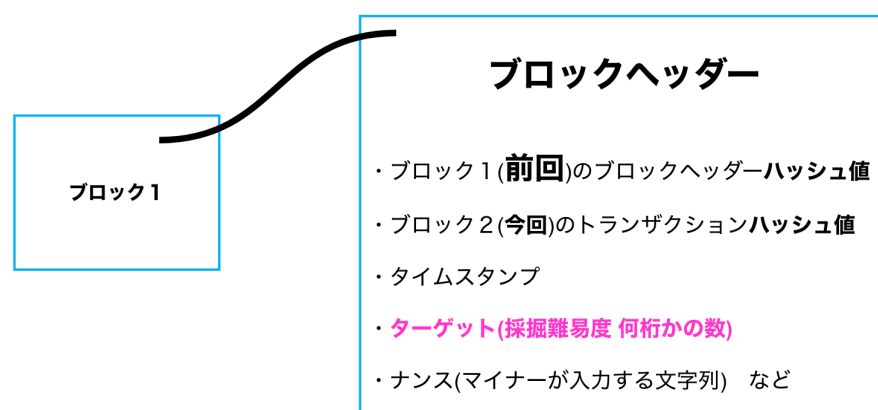 ブロックヘッダー
ブロック１
・ブロック１(前回)のブロックヘッダーハッシュ値
・ブロック２(今回)のトランザクションハッシュ値
・タイムスタンプ
・ターゲット(採掘難易度 何桁かの数)
・ナンス(マイナーが入力する文字列)　など